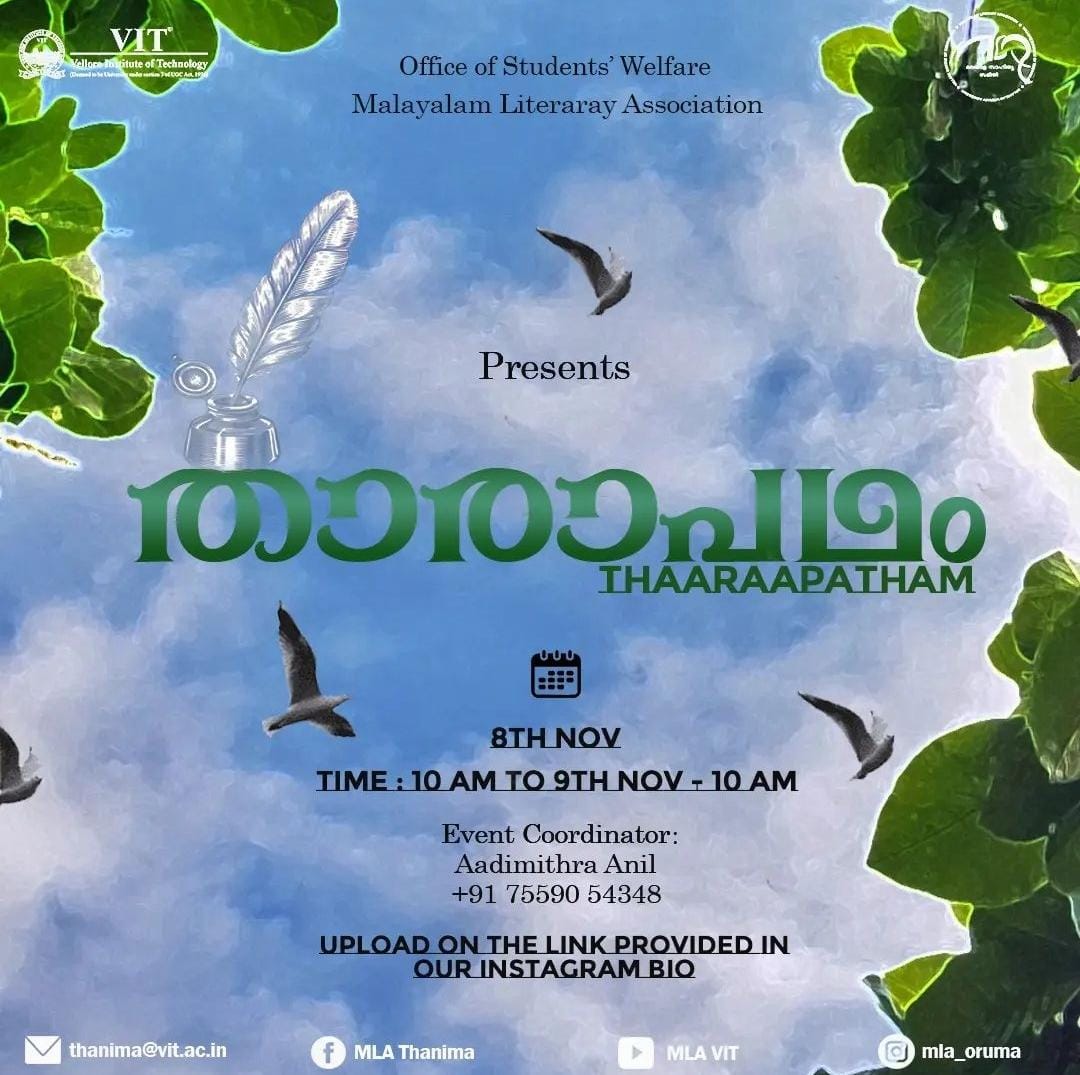 VIT
Vellore Institute of Technology
(Deemed to be University under section 3 of UGC Act, 1956)
Office of Students' Welfare
Malayalam Literaray Association
Presents
താരാപഥം
THAARAAPATHAM
8TH NOV
TIME : 10 AM TO 9TH NOV - 10 AM
Event Coordinator:
Aadimithra Anil
+91 75590 54348
UPLOAD ON THE LINK PROVIDED IN
OUR INSTAGRAM BIO
thanima@vit.ac.in
MLA Thanima
MLA VIT
mla_oruma